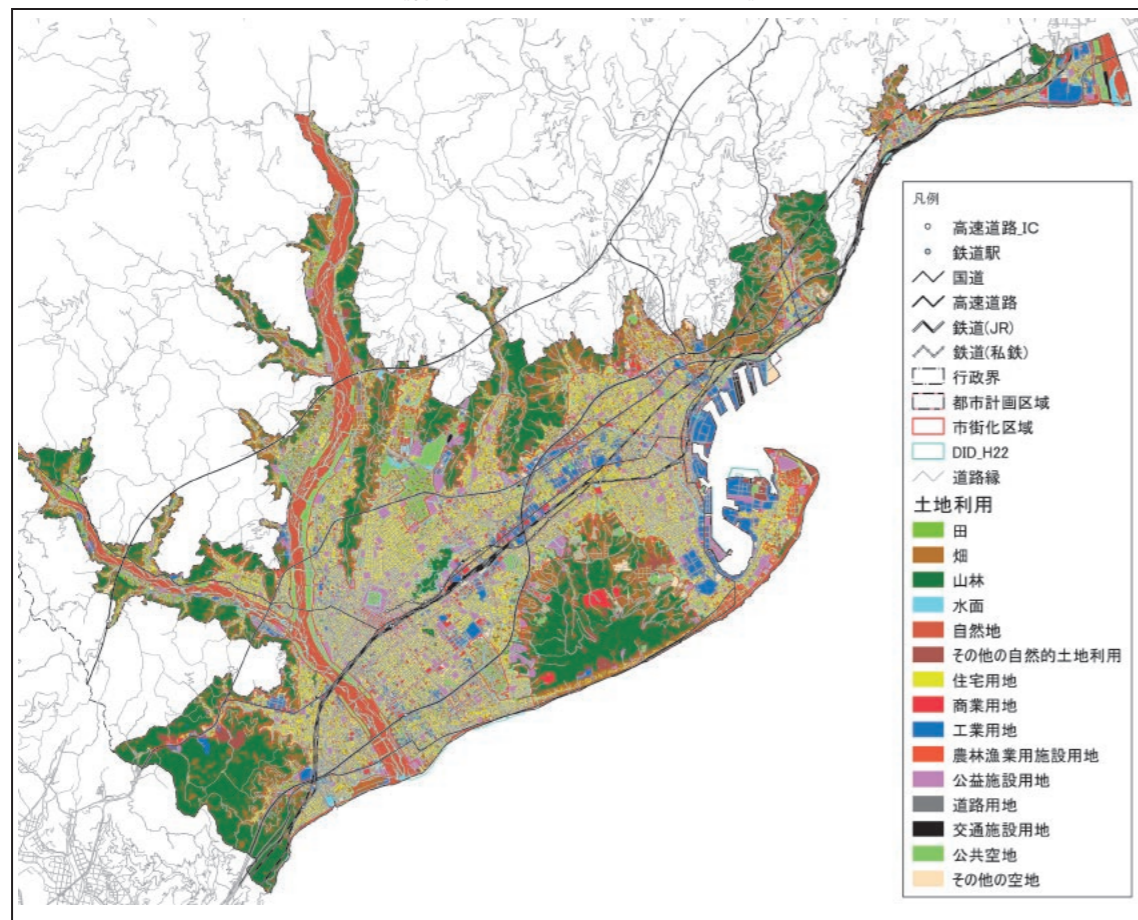 凡例
高速道路_IC
鉄道駅
国道
高速道路
鉄道(JR)
鉄道(私鉄)
行政界
都市計画区域
市街化区域
DID_H22
道路縁
土地利用
田
畑
山林
水面
自然地
その他の自然的土地利用
住宅用地
商業用地
工業用地
農林漁業用施設用地
公益施設用地
道路用地
交通施設用地
公共空地
その他の空地